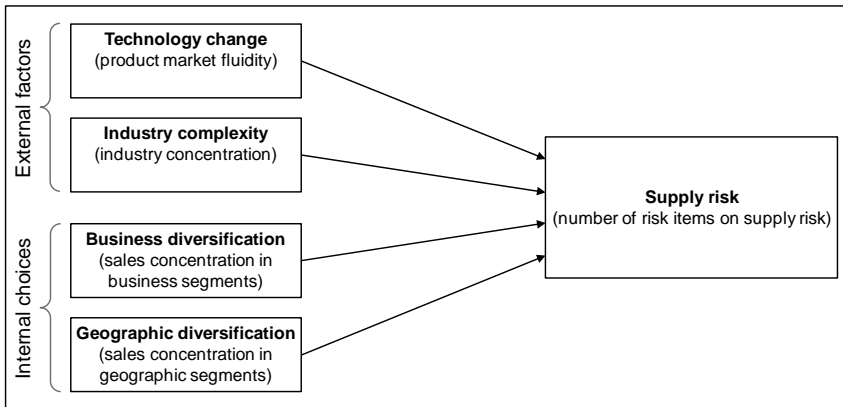 External factors
Technology change
(product market fluidity)
Industry complexity
(industry concentration)
Internal choices
Business diversification
(sales concentration in
business segments)
Geographic diversification
(sales concentration in
geographic segments)
Supply risk
(number of risk items on supply risk)